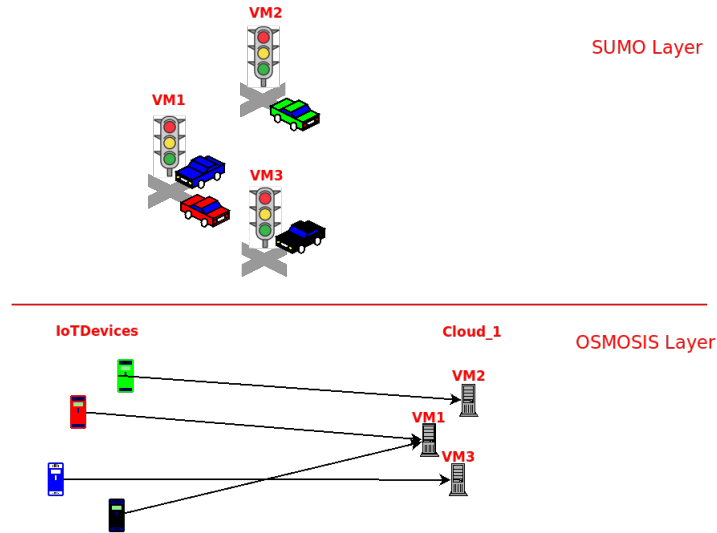 VM2
SUMO Layer
VM1
VM3
IoTDevices
Cloud_1
OSMOSIS Layer
VM2
VM1
VM3